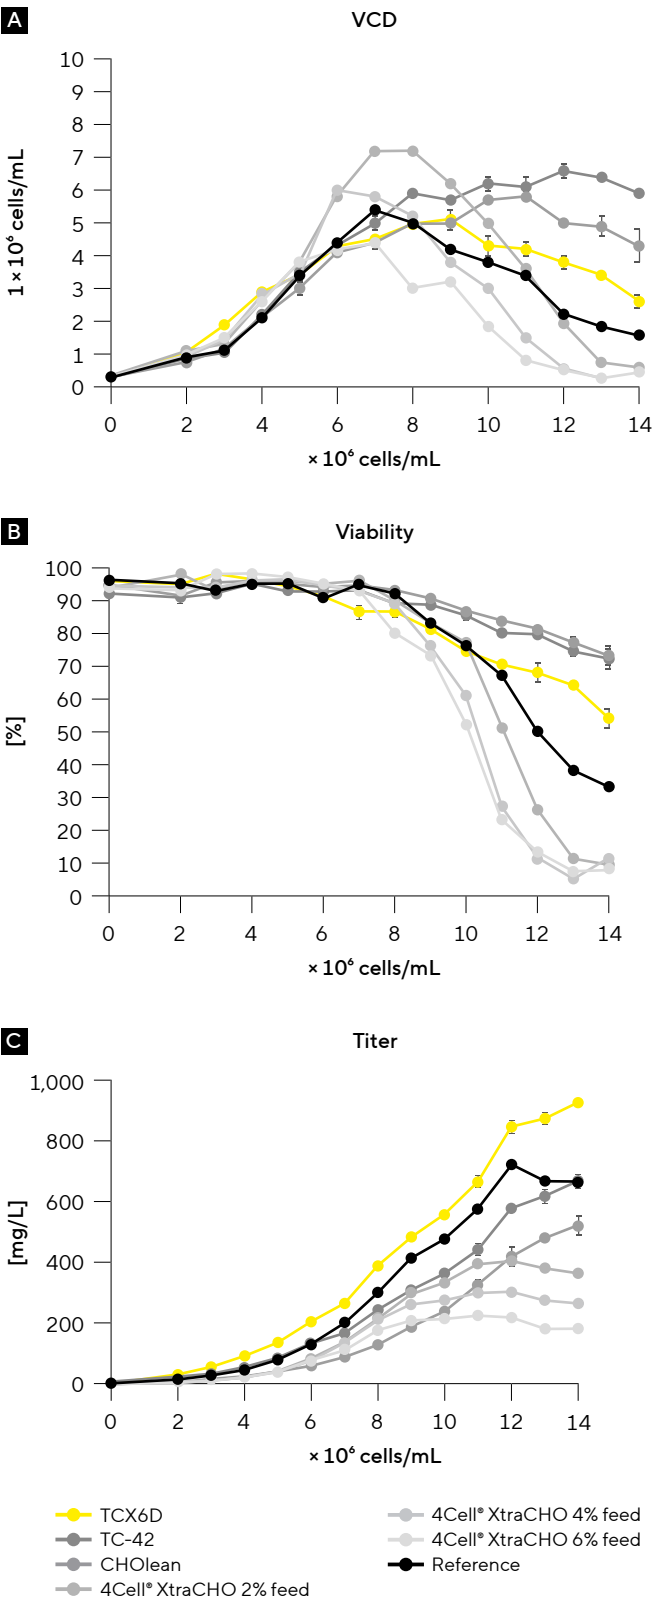 A
VCD
1 × 10⁶ cells/mL
10
9
8
7
6
5
4
3
2
1
0
0 2 4 6 8 10 12 14
× 10⁶ cells/mL
B
Viability
[%]
100
90
80
70
60
50
40
30
20
10
0
0 2 4 6 8 10 12 14
× 10⁶ cells/mL
C
Titer
[mg/L]
1,000
800
600
400
200
0
0 2 4 6 8 10 12 14
× 10⁶ cells/mL
TCX6D
TC-42
CHOlean
4Cell® XtraCHO 2% feed
4Cell® XtraCHO 4% feed
4Cell® XtraCHO 6% feed
Reference